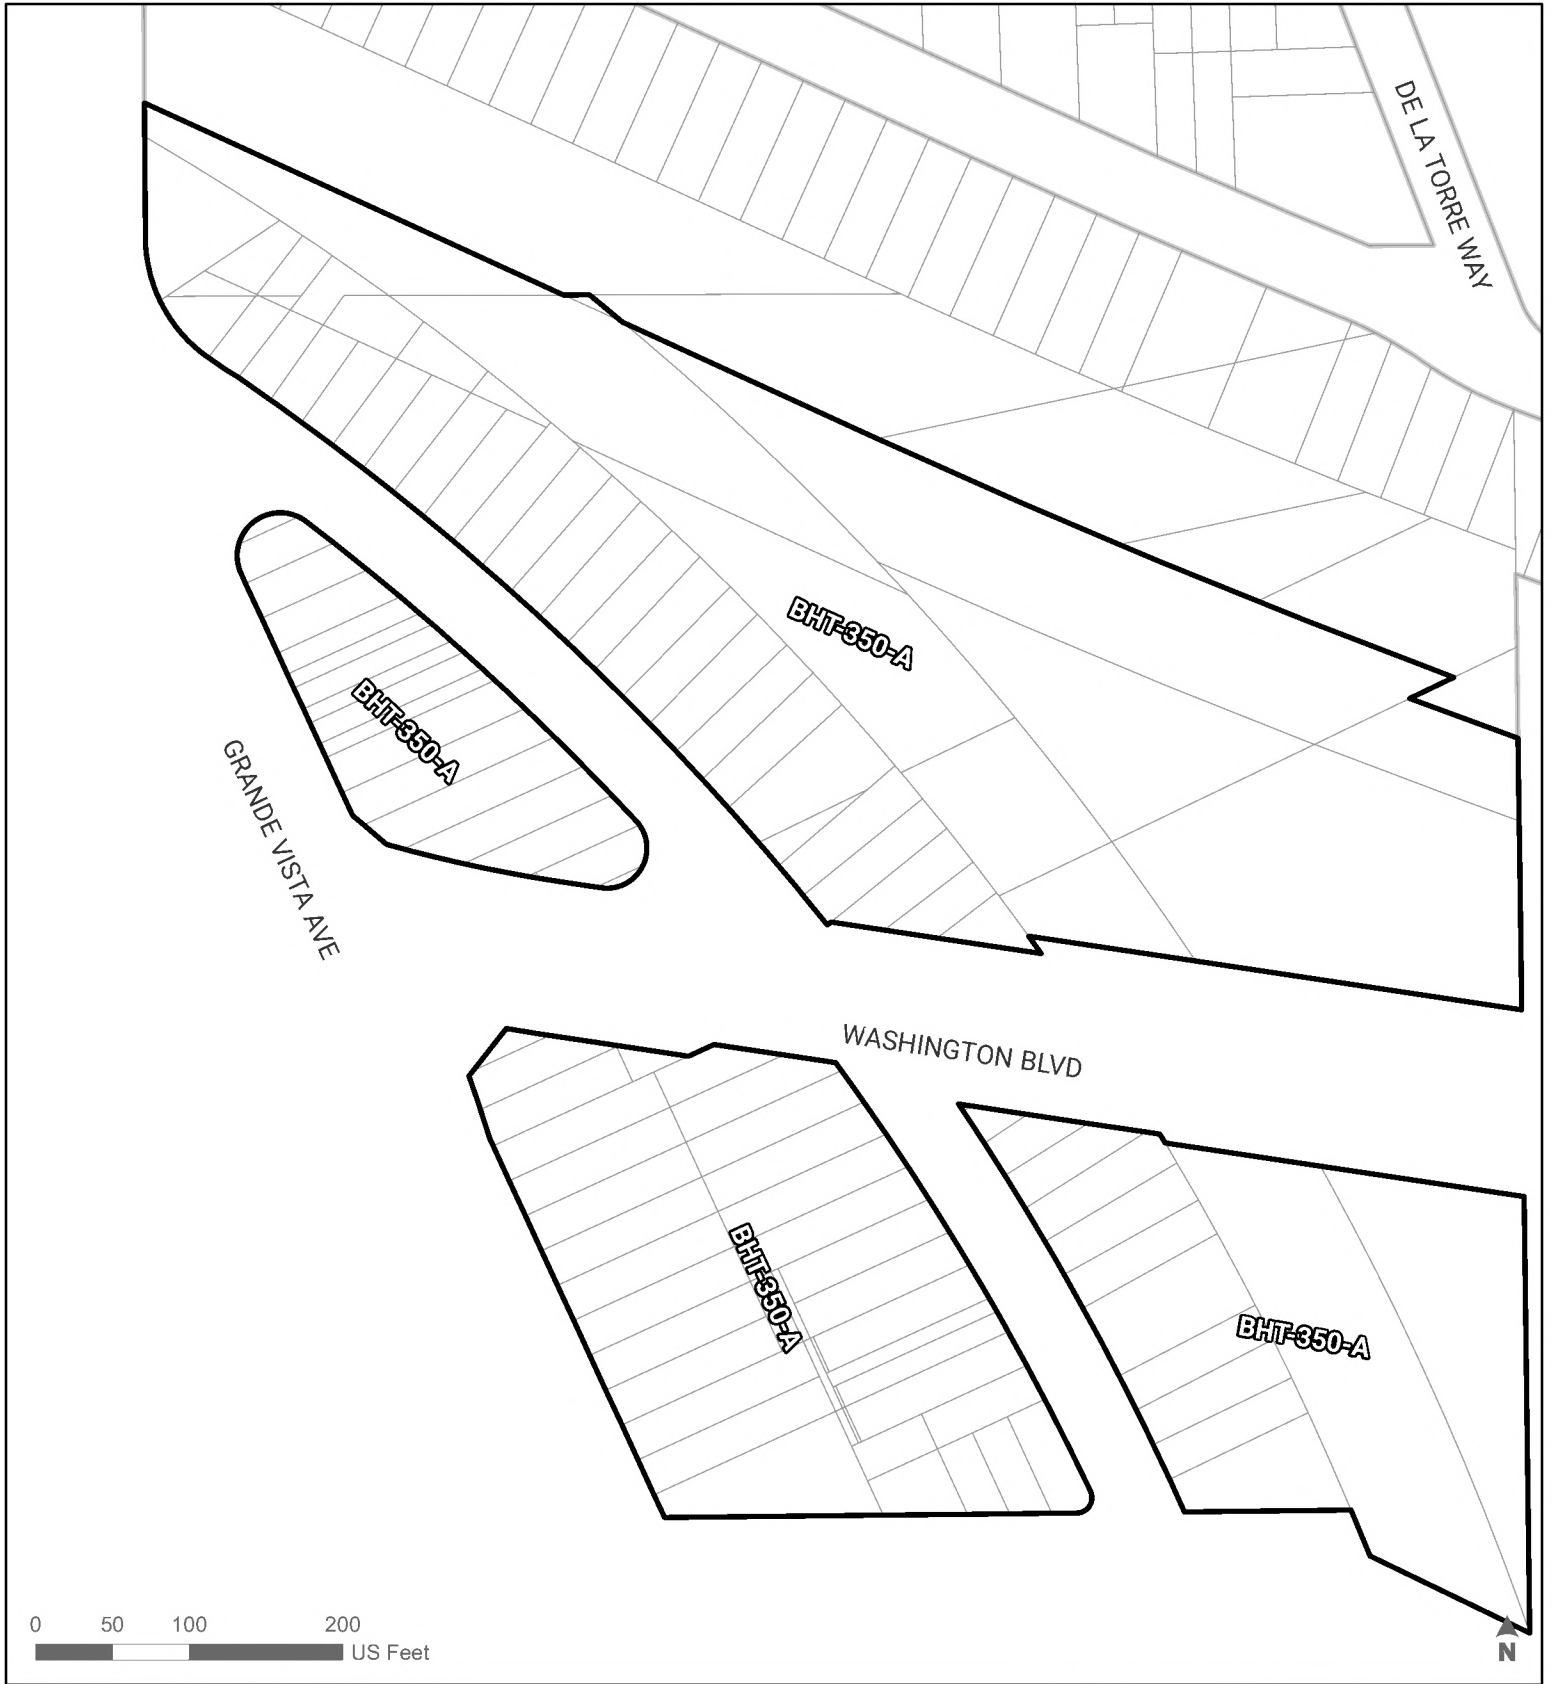 DE LA TORRE WAY
BHT-350-A
BHT-350-A
GRANDE VISTA AVE
WASHINGTON BLVD
BHT-350-A
BHT-350-A
0 50 100 200
US Feet
N